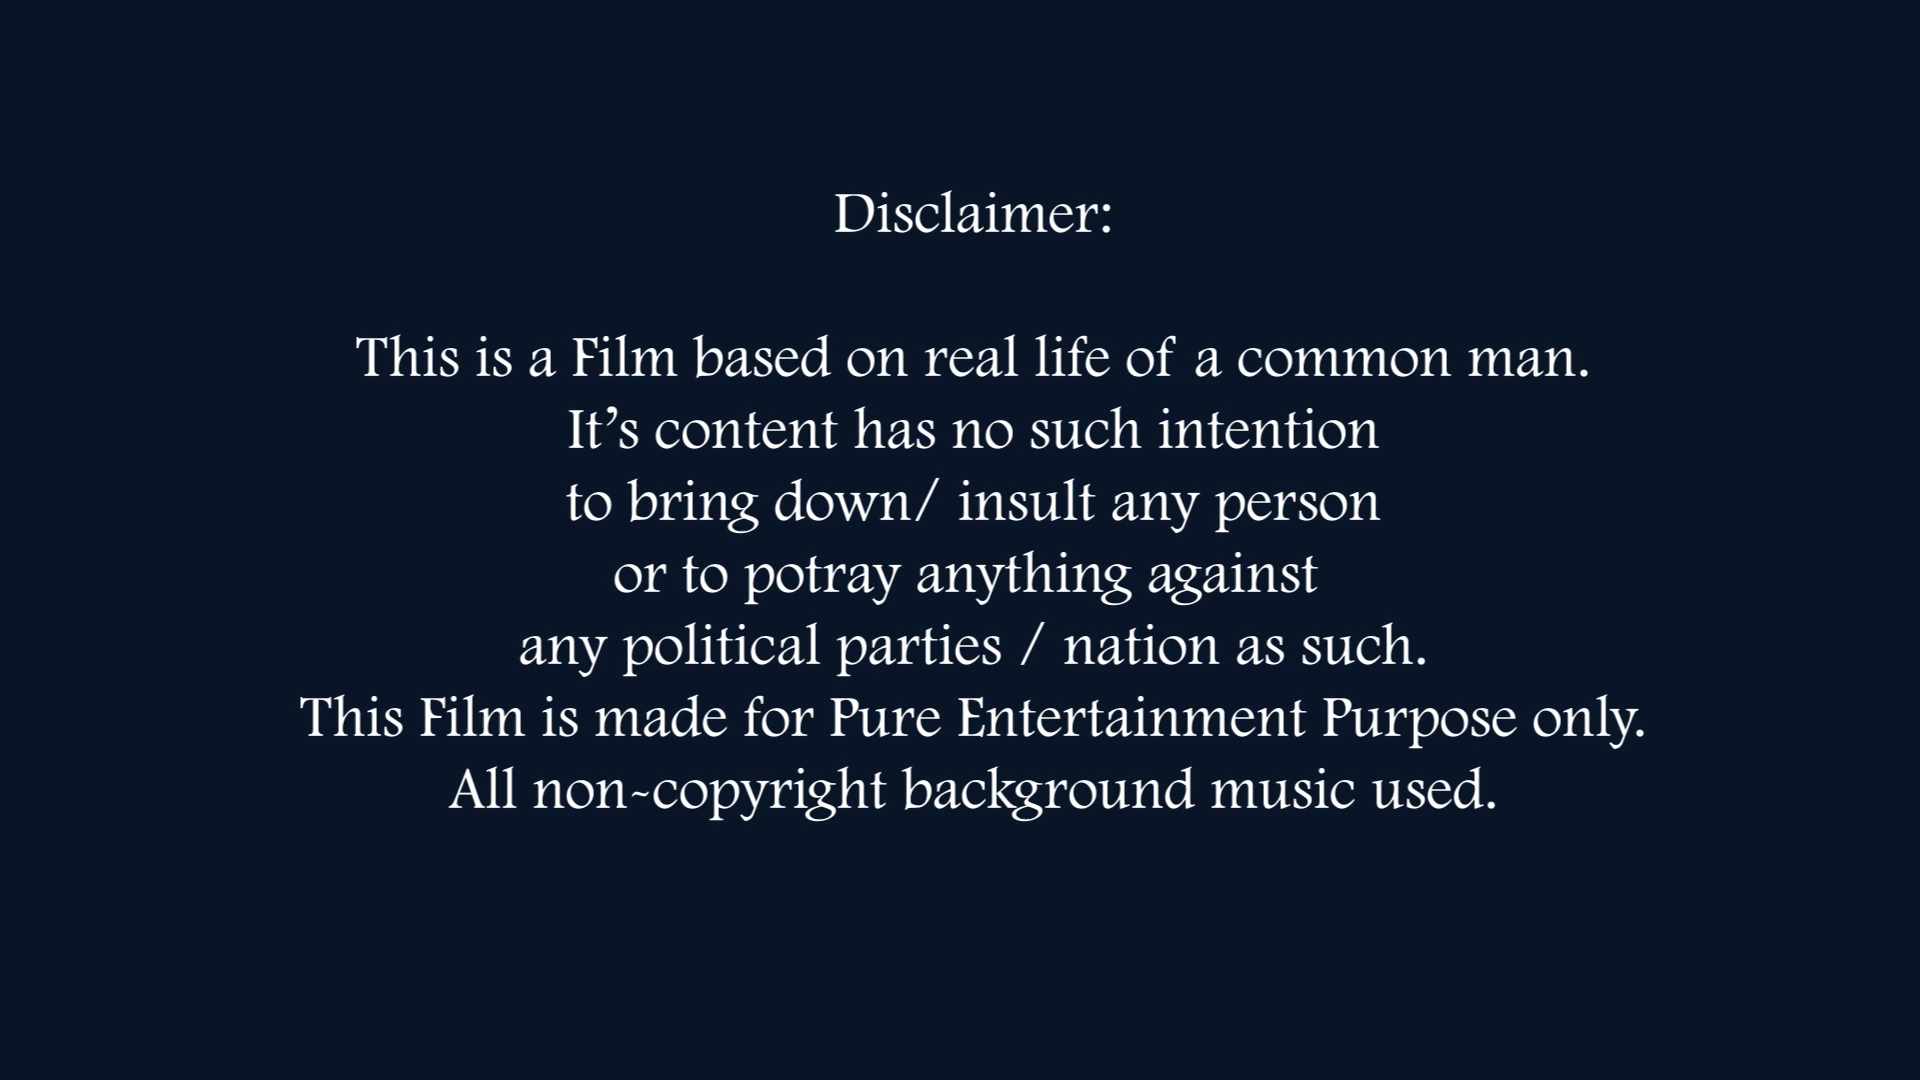 Disclaimer:
This is a Film based on real life of a common man.
It’s content has no such intention
to bring down/ insult any person
or to potray anything against
any political parties / nation as such.
This Film is made for Pure Entertainment Purpose only.
All non-copyright background music used.